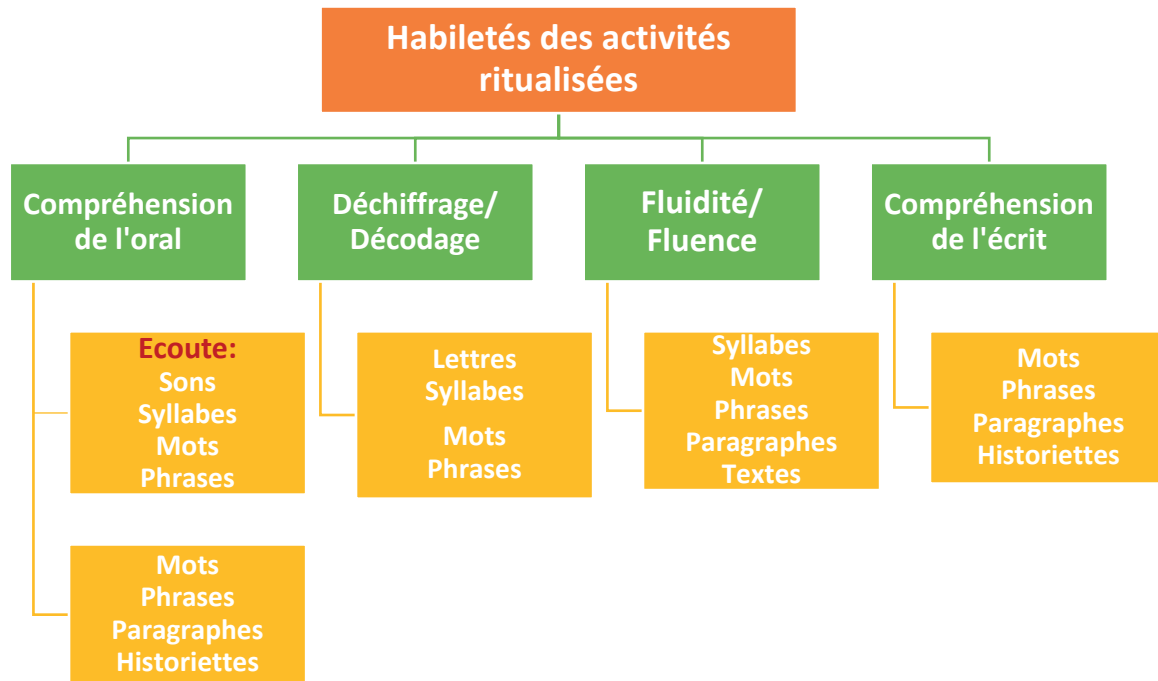 Habiletés des activités
ritualisées
Compréhension
de l'oral
Déchiffrage/
Décodage
Fluidité/
Fluence
Compréhension
de l'écrit
Ecoute:
Sons
Syllabes
Mots
Phrases
Mots
Phrases
Paragraphes
Historiettes
Lettres
Syllabes
Mots
Phrases
Syllabes
Mots
Phrases
Paragraphes
Textes
Mots
Phrases
Paragraphes
Historiettes